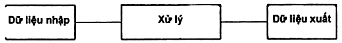 Dữ liệu nhập
Xử lý
Dữ liệu xuất